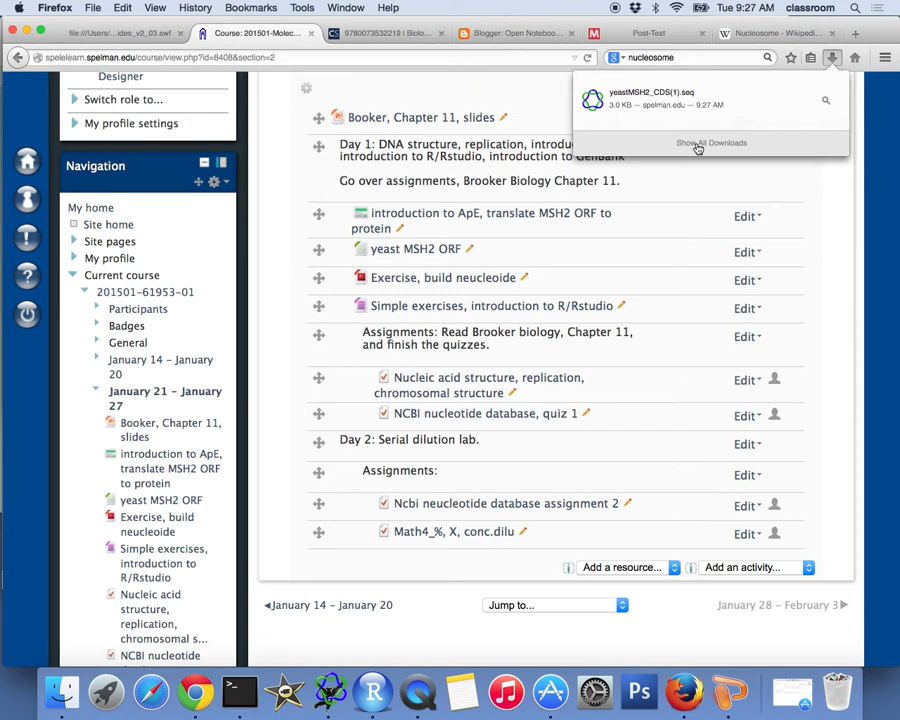 Firefox File Edit View History Bookmarks Tools Window Help Tue 9:27 AM classroom
file:///Users/...ides_v2_03.swf × Course: 201501-Molec... × 9780073532219 | Biolo... × Blogger: Open Notebook... × Post-Test × Nucleosome - Wikipedi... × +
spelelearn.spelman.edu/course/view.php?id=8408&section=2 nucleosome
yeastMSH2_CDS(1).seq
3.0 KB — spelman.edu — 9:27 AM
Show All Downloads
Designer
Switch role to...
My profile settings
Navigation
My home
Site home
Site pages
My profile
Current course
201501-61953-01
Participants
Badges
General
January 14 - January
20
January 21 - January
27
Booker, Chapter 11,
slides
introduction to ApE,
translate MSH2 ORF
to protein
yeast MSH2 ORF
Exercise, build
neucleoide
Simple exercises,
introduction to
R/Rstudio
Nucleic acid
structure,
replication,
chromosomal s...
NCBI nucleotide
Booker, Chapter 11, slides
Day 1: DNA structure, replication, introdu
introduction to R/Rstudio, introduction to GenBank
Go over assignments, Brooker Biology Chapter 11.
introduction to ApE, translate MSH2 ORF to
protein
Edit
yeast MSH2 ORF Edit
Exercise, build neucleoide Edit
Simple exercises, introduction to R/Rstudio Edit
Assignments: Read Brooker biology, Chapter 11,
and finish the quizzes.
Edit
Nucleic acid structure, replication,
chromosomal structure
Edit
NCBI nucleotide database, quiz 1 Edit
Day 2: Serial dilution lab. Edit
Assignments: Edit
Ncbi neucleotide database assignment 2 Edit
Math4_%, X, conc.dilu Edit
Add a resource... Add an activity...
January 14 - January 20 Jump to... January 28 - February 3